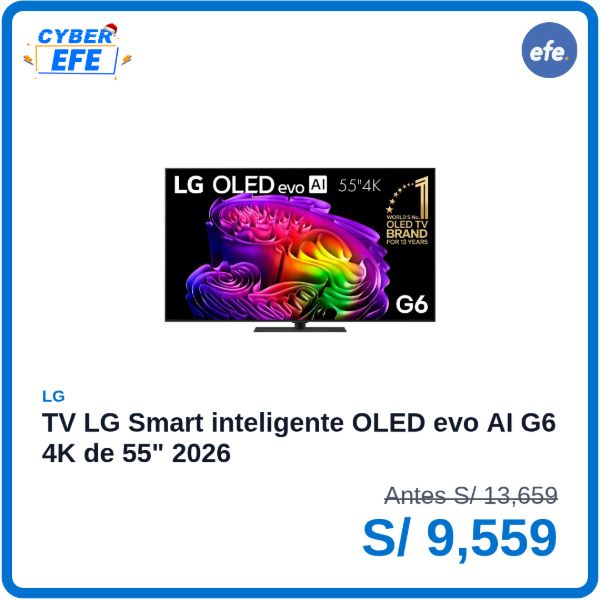 CYBER
EFE
efe.
LG OLED evo AI 55"4K
1
WORLD'S No.
OLED TV
BRAND
FOR 13 YEARS
G6
LG
TV LG Smart inteligente OLED evo AI G6
4K de 55" 2026
Antes S/ 13,659
S/ 9,559